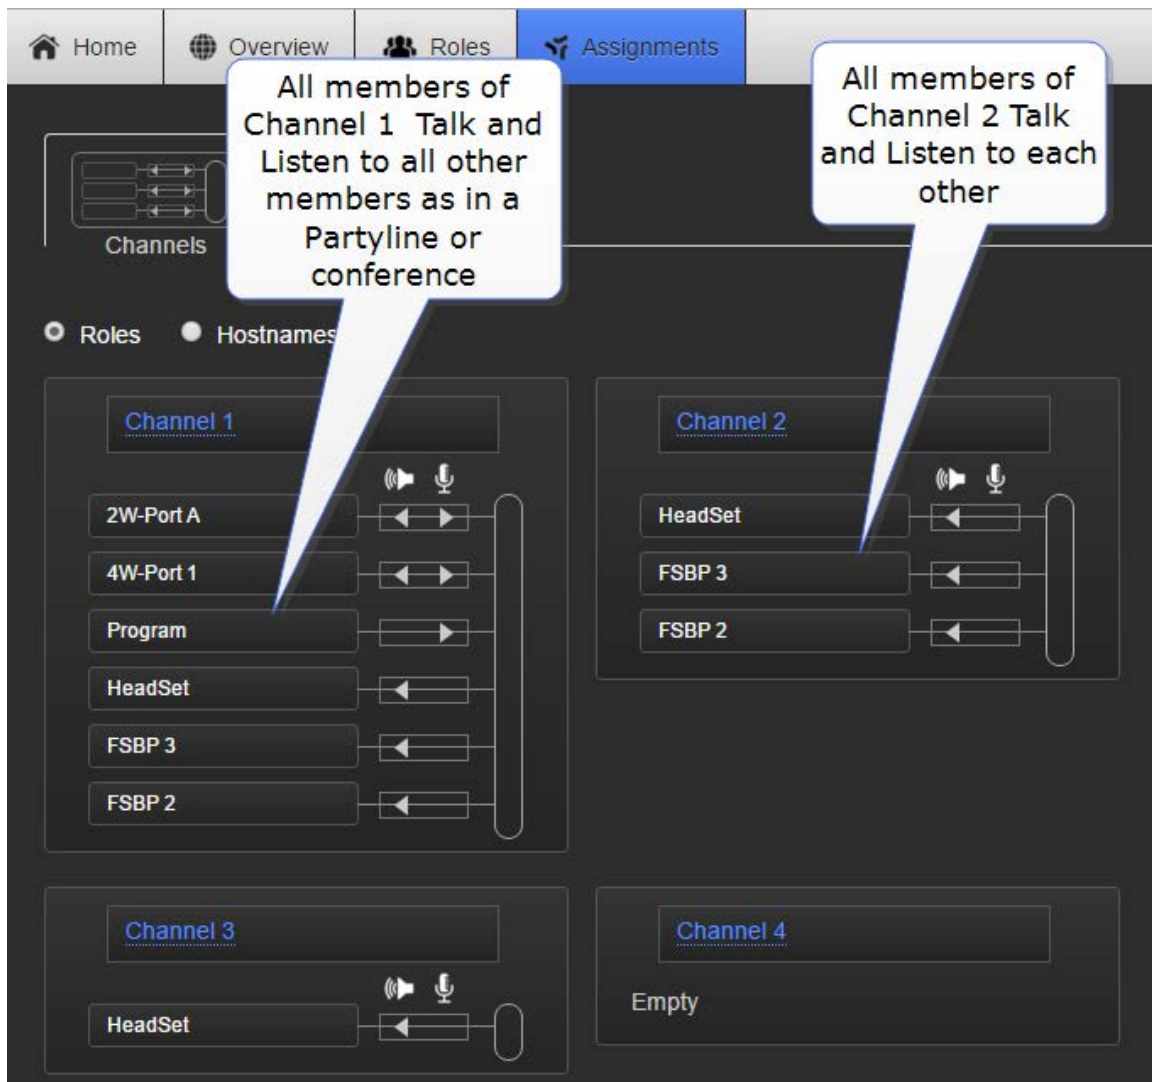 Home
Overview
Roles
Assignments
All members of
Channel 1 Talk and
Listen to all other
members as in a
Partyline or
conference
All members of
Channel 2 Talk
and Listen to each
other
Channels
Roles
Hostnames
Channel 1
2W-Port A
4W-Port 1
Program
HeadSet
FSBP 3
FSBP 2
Channel 2
HeadSet
FSBP 3
FSBP 2
Channel 3
HeadSet
Channel 4
Empty